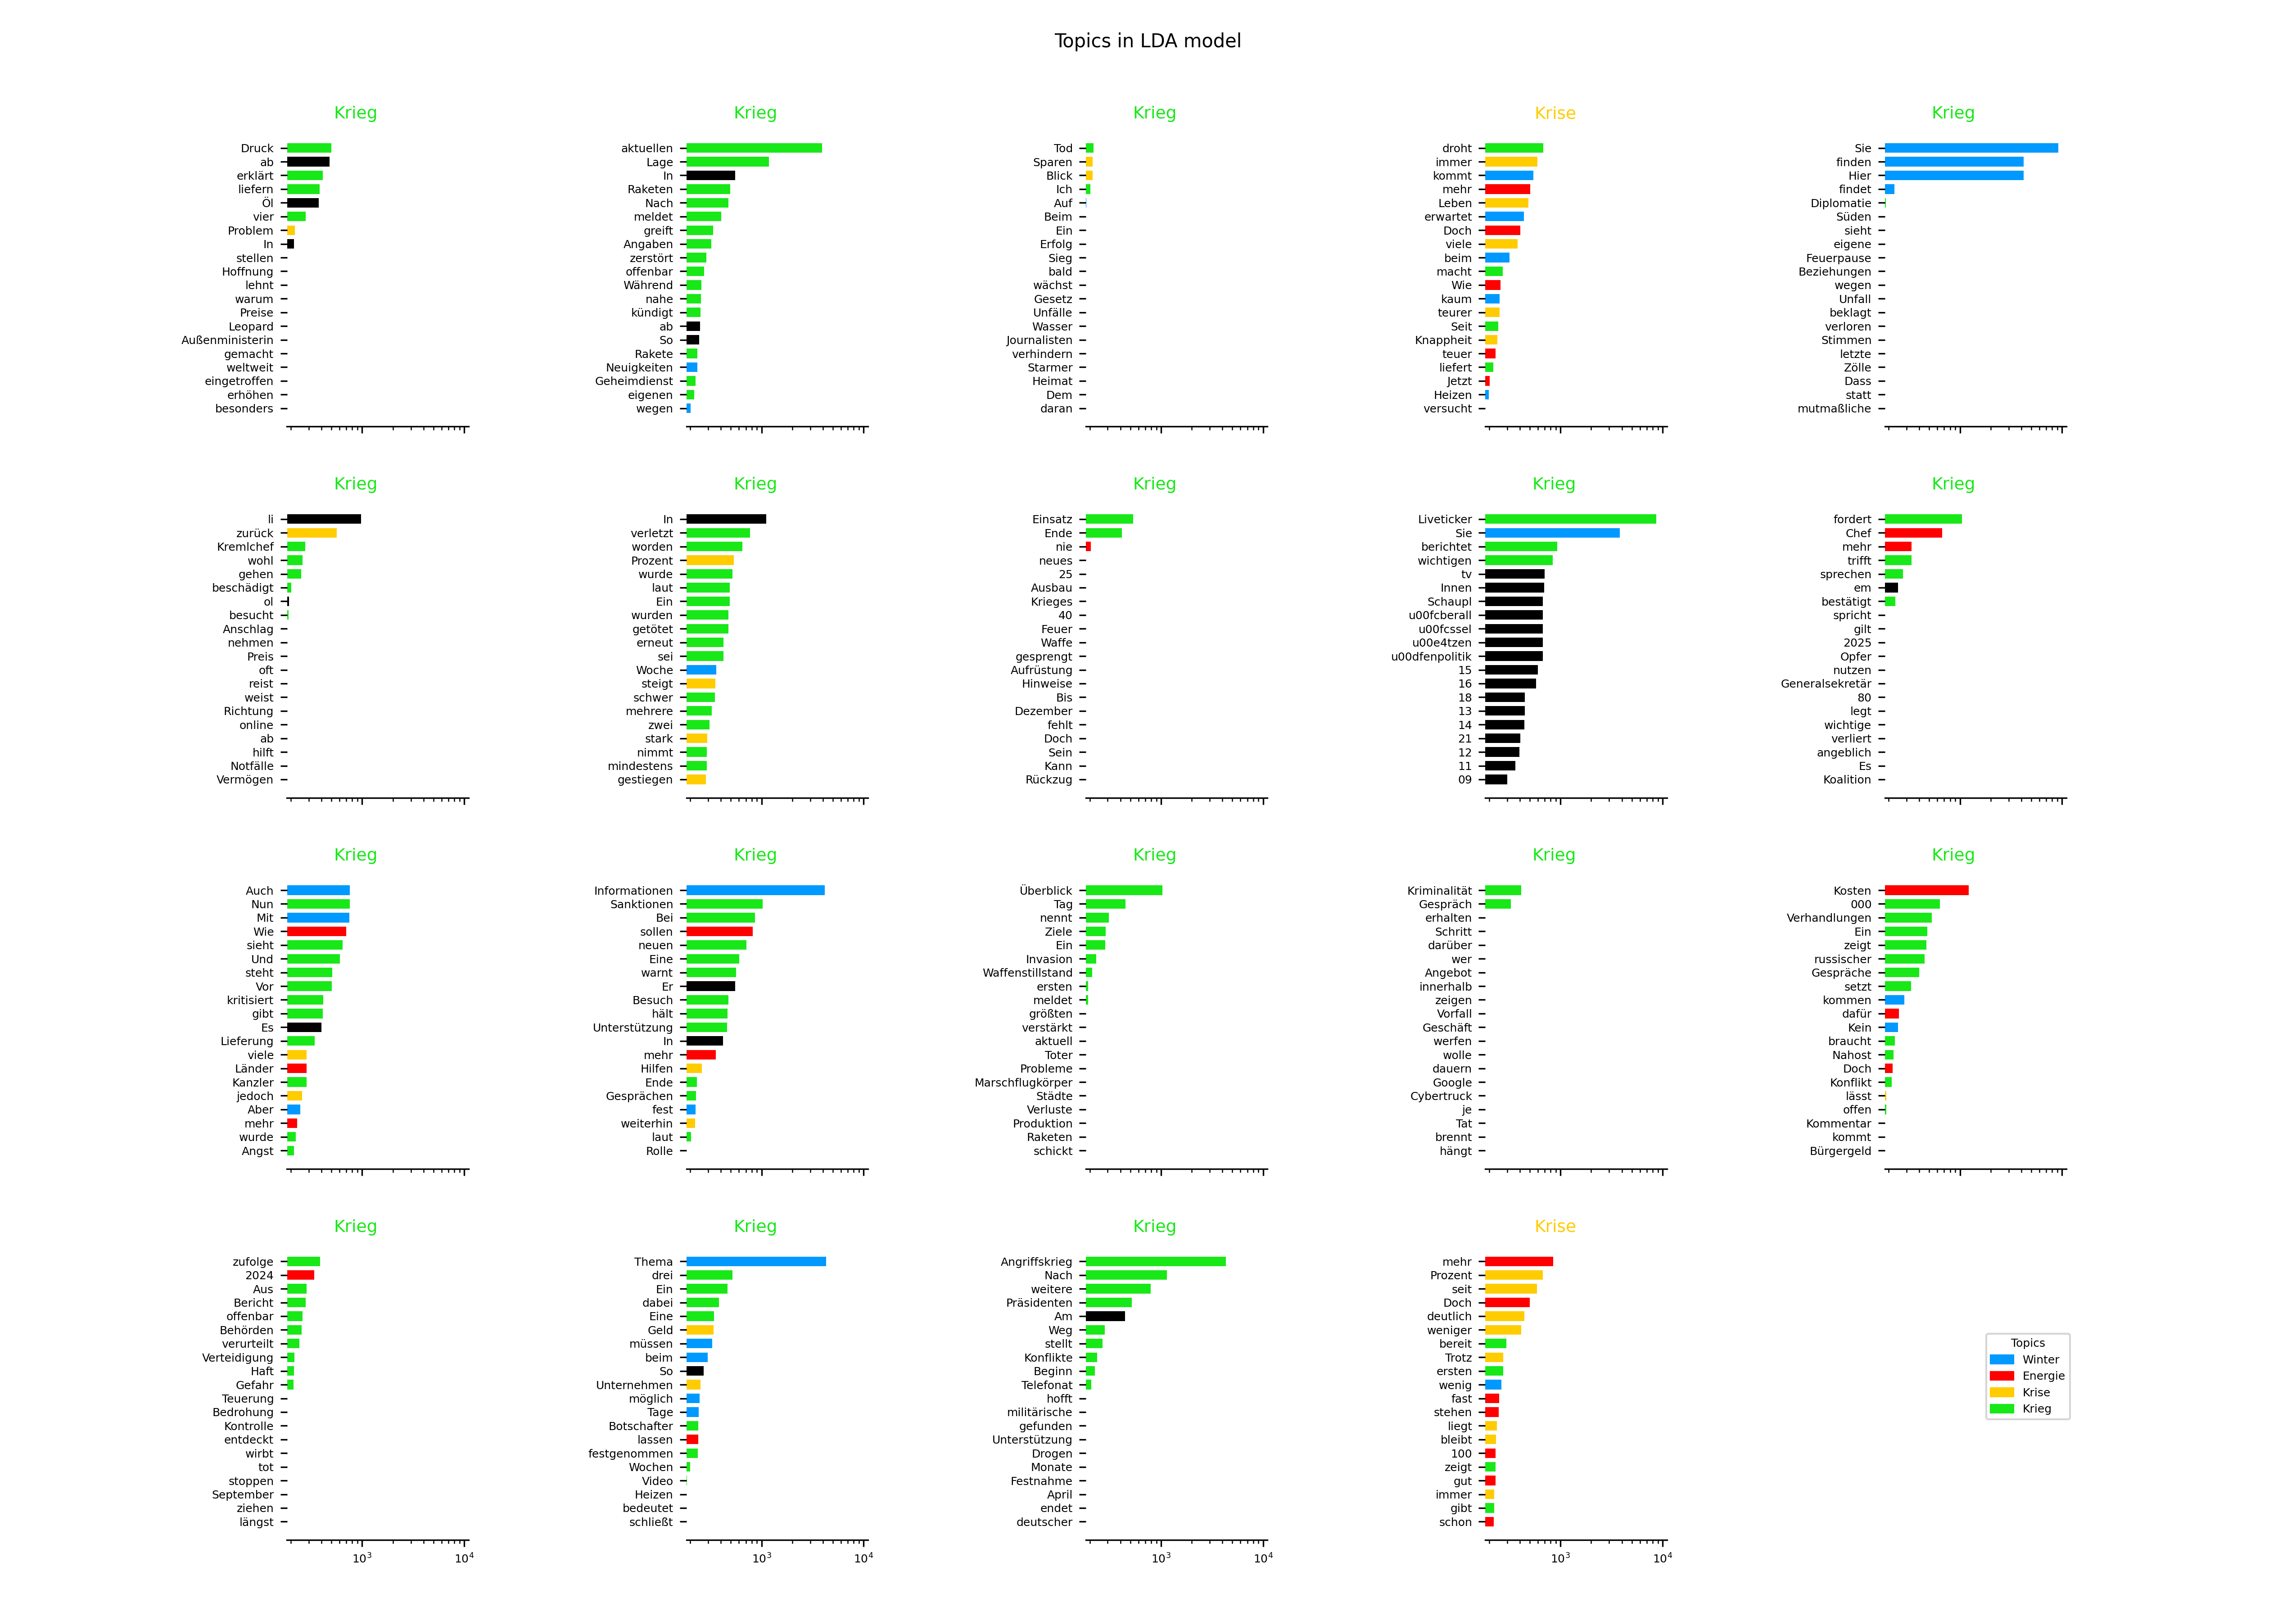 Topics in LDA model
Krieg
Druck
ab
erklärt
liefern
Öl
vier
Problem
In
stellen
Hoffnung
lehnt
warum
Preise
Leopard
Außenministerin
gemacht
weltweit
eingetroffen
erhöhen
besonders
Krieg
aktuellen
Lage
In
Raketen
Nach
meldet
greift
Angaben
zerstört
offenbar
Während
nahe
kündigt
ab
So
Rakete
Neuigkeiten
Geheimdienst
eigenen
wegen
Krieg
Tod
Sparen
Blick
Ich
Auf
Beim
Ein
Erfolg
Sieg
bald
wächst
Gesetz
Unfälle
Wasser
Journalisten
verhindern
Starmer
Heimat
Dem
daran
Krise
droht
immer
kommt
mehr
Leben
erwartet
Doch
viele
beim
macht
Wie
kaum
teurer
Seit
Knappheit
teuer
liefert
Jetzt
Heizen
versucht
Krieg
Sie
finden
Hier
findet
Diplomatie
Süden
sieht
eigene
Feuerpause
Beziehungen
wegen
Unfall
beklagt
verloren
Stimmen
letzte
Zölle
Dass
statt
mutmaßliche
Krieg
li
zurück
Kremlchef
wohl
gehen
beschädigt
ol
besucht
Anschlag
nehmen
Preis
oft
reist
weist
Richtung
online
ab
hilft
Notfälle
Vermögen
Krieg
In
verletzt
worden
Prozent
wurde
laut
Ein
wurden
getötet
erneut
sei
Woche
steigt
schwer
mehrere
zwei
stark
nimmt
mindestens
gestiegen
Krieg
Einsatz
Ende
nie
neues
25
Ausbau
Krieges
40
Feuer
Waffe
gesprengt
Aufrüstung
Hinweise
Bis
Dezember
fehlt
Doch
Sein
Kann
Rückzug
Krieg
Liveticker
Sie
berichtet
wichtigen
tv
Innen
Schaupl
u00fcberall
u00fcssel
u00e4tzen
u00dfenpolitik
15
16
18
13
14
21
12
11
09
Krieg
fordert
Chef
mehr
trifft
sprechen
em
bestätigt
spricht
gilt
2025
Opfer
nutzen
Generalsekretär
80
legt
wichtige
verliert
angeblich
Es
Koalition
Krieg
Auch
Nun
Mit
Wie
sieht
Und
steht
Vor
kritisiert
gibt
Es
Lieferung
viele
Länder
Kanzler
jedoch
Aber
mehr
wurde
Angst
Krieg
Informationen
Sanktionen
Bei
sollen
neuen
Eine
warnt
Er
Besuch
hält
Unterstützung
In
mehr
Hilfen
Ende
Gesprächen
fest
weiterhin
laut
Rolle
Krieg
Überblick
Tag
nennt
Ziele
Ein
Invasion
Waffenstillstand
ersten
meldet
größten
verstärkt
aktuell
Toter
Probleme
Marschflugkörper
Städte
Verluste
Produktion
Raketen
schickt
Krieg
Kriminalität
Gespräch
erhalten
Schritt
darüber
wer
Angebot
innerhalb
zeigen
Vorfall
Geschäft
werfen
wolle
dauern
Google
Cybertruck
je
Tat
brennt
hängt
Krieg
Kosten
000
Verhandlungen
Ein
zeigt
russischer
Gespräche
setzt
kommen
dafür
Kein
braucht
Nahost
Doch
Konflikt
lässt
offen
Kommentar
kommt
Bürgergeld
Krieg
zufolge
2024
Aus
Bericht
offenbar
Behörden
verurteilt
Verteidigung
Haft
Gefahr
Teuerung
Bedrohung
Kontrolle
entdeckt
wirbt
tot
stoppen
September
ziehen
längst
10³ 10⁴
Krieg
Thema
drei
Ein
dabei
Eine
Geld
müssen
beim
So
Unternehmen
möglich
Tage
Botschafter
lassen
festgenommen
Wochen
Video
Heizen
bedeutet
schließt
10³ 10⁴
Krieg
Angriffskrieg
Nach
weitere
Präsidenten
Am
Weg
stellt
Konflikte
Beginn
Telefonat
hofft
militärische
gefunden
Unterstützung
Drogen
Monate
Festnahme
April
endet
deutscher
10³ 10⁴
Krise
mehr
Prozent
seit
Doch
deutlich
weniger
bereit
Trotz
ersten
wenig
fast
stehen
liegt
bleibt
100
zeigt
gut
immer
gibt
schon
10³ 10⁴
Topics
Winter
Energie
Krise
Krieg